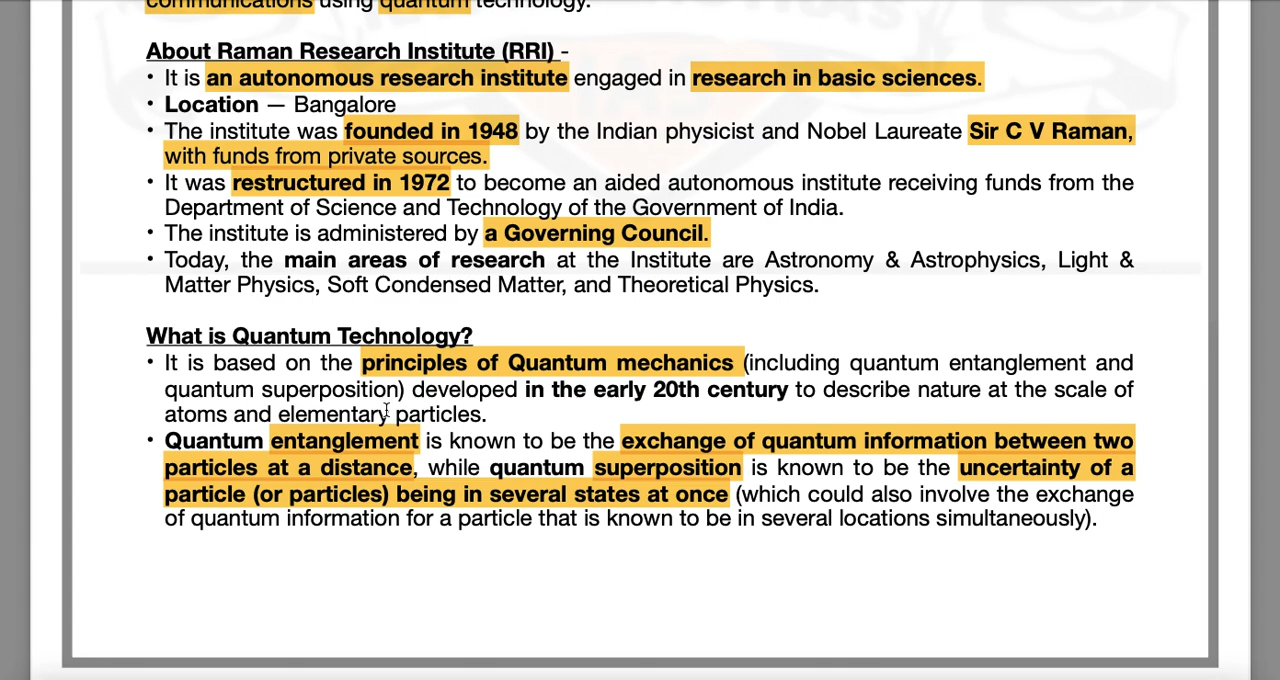 communications using quantum technology.
About Raman Research Institute (RRI) -
• It is an autonomous research institute engaged in research in basic sciences.
• Location — Bangalore
• The institute was founded in 1948 by the Indian physicist and Nobel Laureate Sir C V Raman,
with funds from private sources.
• It was restructured in 1972 to become an aided autonomous institute receiving funds from the
Department of Science and Technology of the Government of India.
• The institute is administered by a Governing Council.
• Today, the main areas of research at the Institute are Astronomy & Astrophysics, Light &
Matter Physics, Soft Condensed Matter, and Theoretical Physics.
What is Quantum Technology?
• It is based on the principles of Quantum mechanics (including quantum entanglement and
quantum superposition) developed in the early 20th century to describe nature at the scale of
atoms and elementary particles.
• Quantum entanglement is known to be the exchange of quantum information between two
particles at a distance, while quantum superposition is known to be the uncertainty of a
particle (or particles) being in several states at once (which could also involve the exchange
of quantum information for a particle that is known to be in several locations simultaneously).